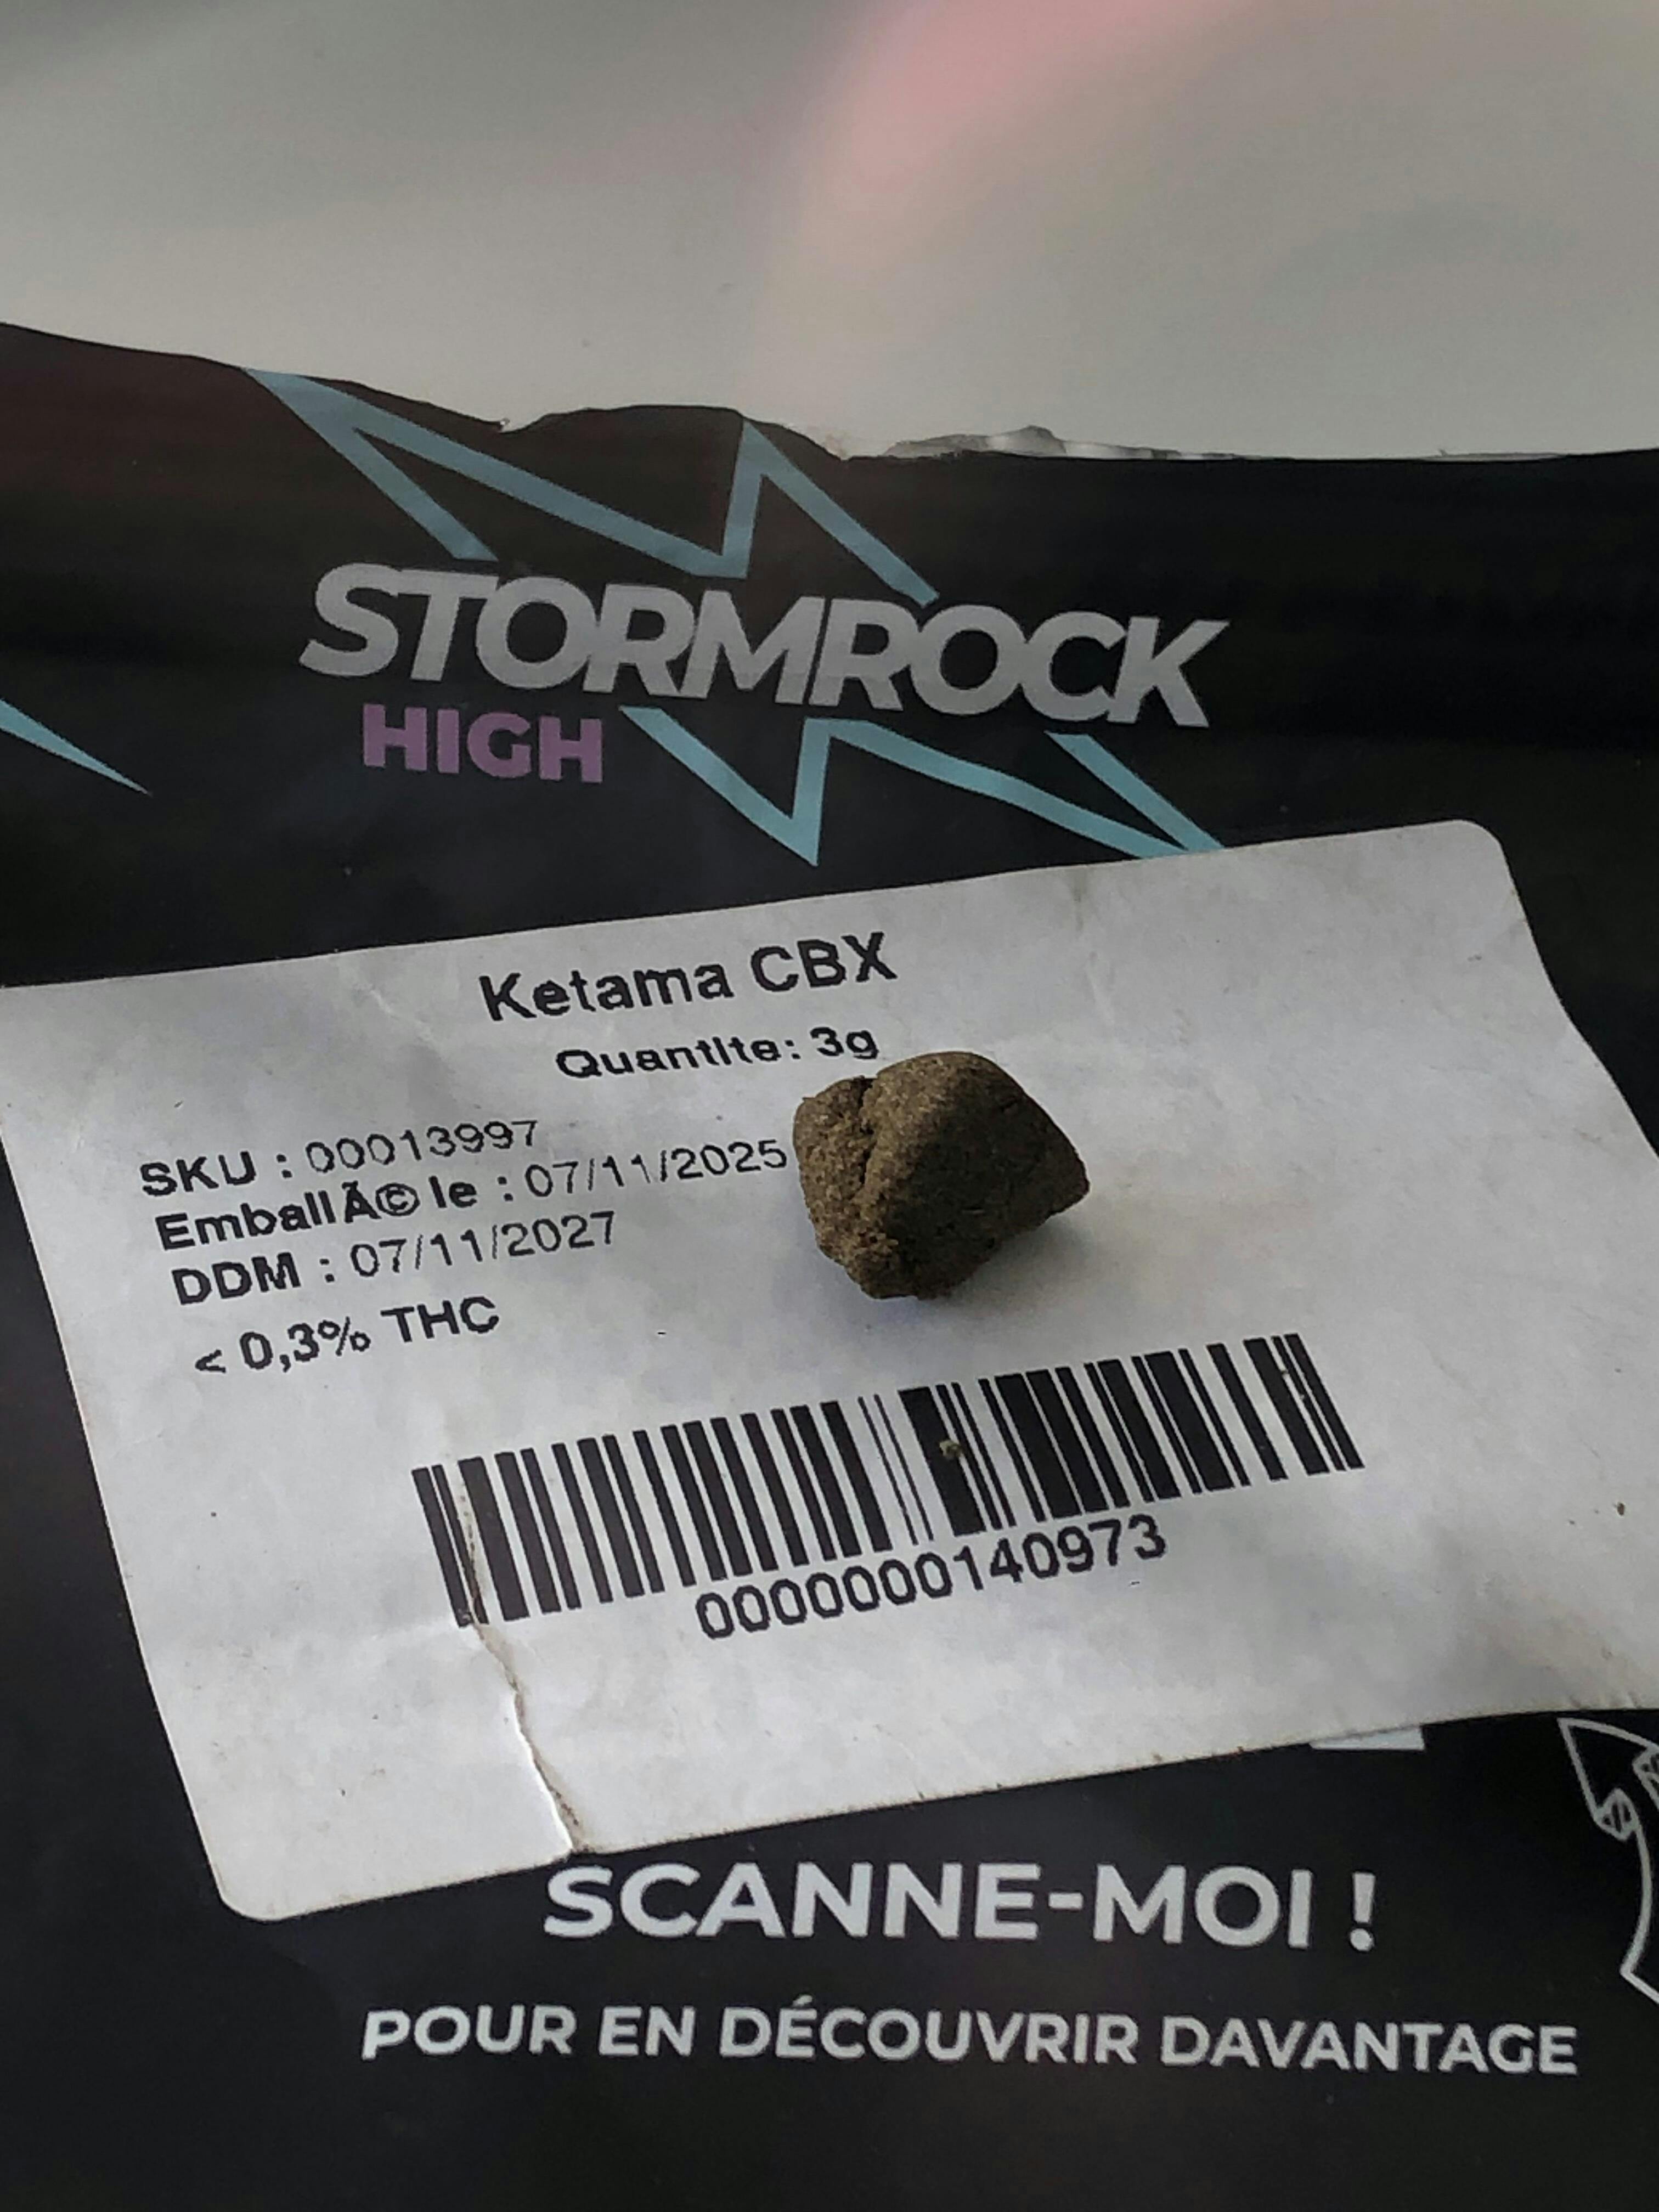 STORMROCK
HIGH
Ketama CBX
Quantite: 3g
SKU : 00013997
EmballÃ© le : 07/11/2025
DDM : 07/11/2027
< 0,3% THC
0000000140973
SCANNE-MOI !
POUR EN DÉCOUVRIR DAVANTAGE